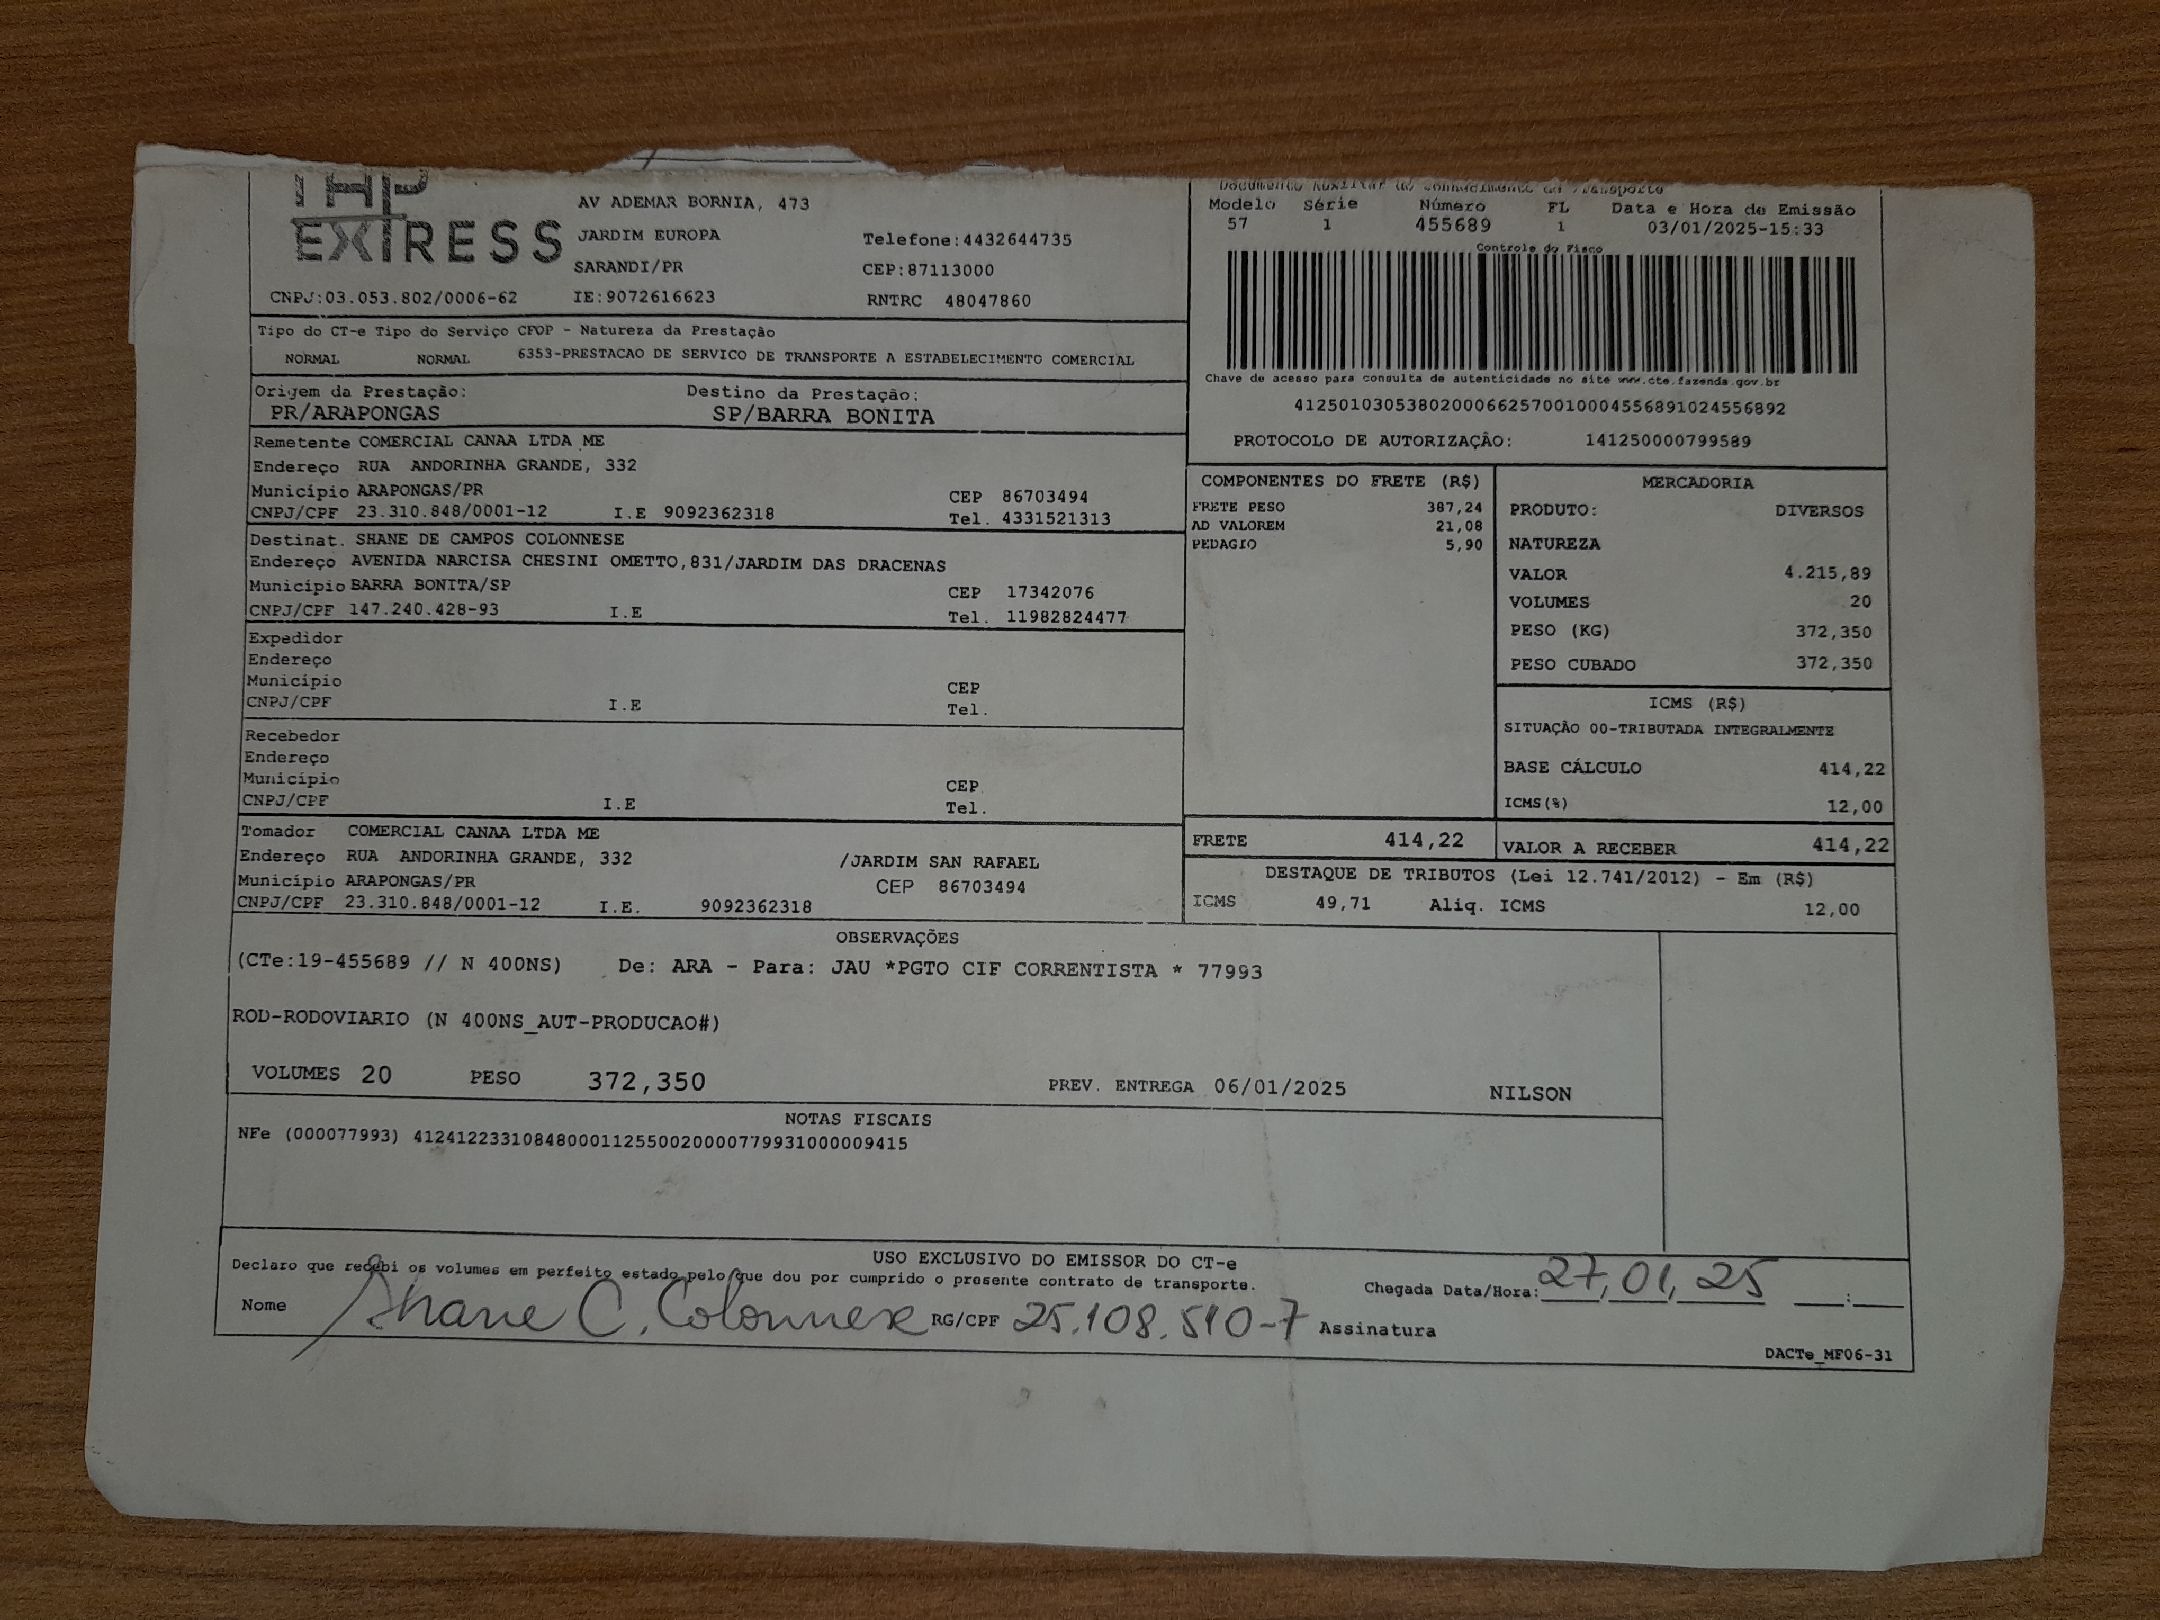 EXPRESS
AV ADEMAR BORNIA, 473
JARDIM EUROPA
Telefone:4432644735
SARANDI/PR
CEP:87113000
CNPJ:03.053.802/0006-62 IE:9072616623 RNTRC 48047860
Documento Auxiliar do Conhecimento de Transporte
Modelo Série Número FL Data e Hora de Emissão
57 1 455689 1 03/01/2025-15:33
Controle do Fisco
Chave de acesso para consulta de autenticidade no site www.cte.fazenda.gov.br
41250103053802000662570010004556891024556892
PROTOCOLO DE AUTORIZAÇÃO: 141250000799589
Tipo do CT-e Tipo do Serviço CFOP - Natureza da Prestação
NORMAL NORMAL 6353-PRESTACAO DE SERVICO DE TRANSPORTE A ESTABELECIMENTO COMERCIAL
Origem da Prestação: Destino da Prestação:
PR/ARAPONGAS SP/BARRA BONITA
Remetente COMERCIAL CANAA LTDA ME
Endereço RUA ANDORINHA GRANDE, 332
Município ARAPONGAS/PR CEP 86703494
CNPJ/CPF 23.310.848/0001-12 I.E 9092362318 Tel. 4331521313
Destinat. SHANE DE CAMPOS COLONNESE
Endereço AVENIDA NARCISA CHESINI OMETTO,831/JARDIM DAS DRACENAS
Município BARRA BONITA/SP CEP 17342076
CNPJ/CPF 147.240.428-93 I.E Tel. 11982824477
Expedidor
Endereço
Município CEP
CNPJ/CPF I.E Tel.
Recebedor
Endereço
Município CEP
CNPJ/CPF I.E Tel.
Tomador COMERCIAL CANAA LTDA ME
Endereço RUA ANDORINHA GRANDE, 332 /JARDIM SAN RAFAEL
Município ARAPONGAS/PR CEP 86703494
CNPJ/CPF 23.310.848/0001-12 I.E. 9092362318
COMPONENTES DO FRETE (R$)
FRETE PESO 387,24
AD VALOREM 21,08
PEDAGIO 5,90
MERCADORIA
PRODUTO: DIVERSOS
NATUREZA
VALOR 4.215,89
VOLUMES 20
PESO (KG) 372,350
PESO CUBADO 372,350
ICMS (R$)
SITUAÇÃO 00-TRIBUTADA INTEGRALMENTE
BASE CÁLCULO 414,22
ICMS(%) 12,00
FRETE 414,22 VALOR A RECEBER 414,22
DESTAQUE DE TRIBUTOS (Lei 12.741/2012) - Em (R$)
ICMS 49,71 Aliq. ICMS 12,00
OBSERVAÇÕES
(CTe:19-455689 // N 400NS) De: ARA - Para: JAU *PGTO CIF CORRENTISTA * 77993
ROD-RODOVIARIO (N 400NS_AUT-PRODUCAO#)
VOLUMES 20 PESO 372,350 PREV. ENTREGA 06/01/2025 NILSON
NOTAS FISCAIS
NFe (000077993) 41241223310848000112550020000779931000009415
USO EXCLUSIVO DO EMISSOR DO CT-e
Declaro que recebi os volumes em perfeito estado pelo que dou por cumprido o presente contrato de transporte.
Chegada Data/Hora: 27,01,25 __:__
Nome Shane C. Colonnese RG/CPF 25.108.510-7 Assinatura
DACTe_MF06-31